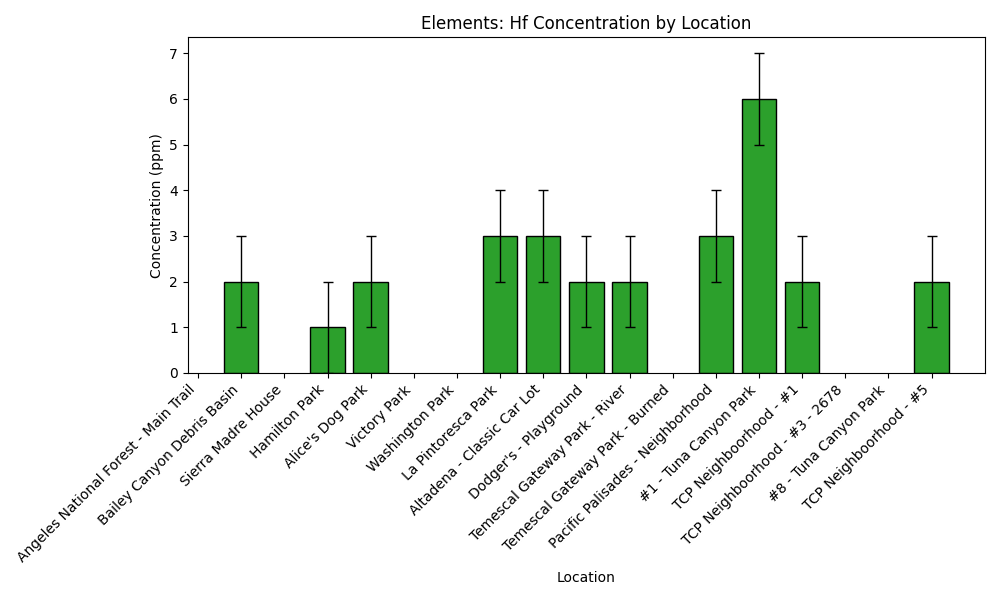 Elements: Hf Concentration by Location
Concentration (ppm)
7
6
5
4
3
2
1
0
Angeles National Forest - Main Trail
Bailey Canyon Debris Basin
Sierra Madre House
Hamilton Park
Alice's Dog Park
Victory Park
Washington Park
La Pintoresca Park
Altadena - Classic Car Lot
Dodger's - Playground
Temescal Gateway Park - River
Temescal Gateway Park - Burned
Pacific Palisades - Neighborhood
#1 - Tuna Canyon Park
TCP Neighboorhood - #1
TCP Neighboorhood - #3 - 2678
#8 - Tuna Canyon Park
TCP Neighboorhood - #5
Location